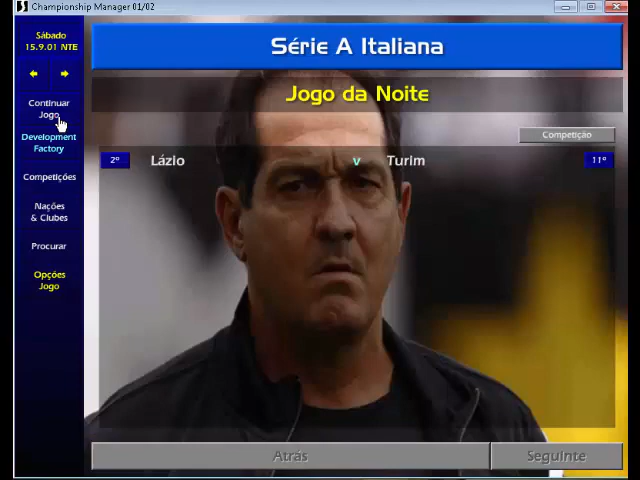 Championship Manager 01/02
Sábado
15.9.01 NTE
Continuar
Jogo
Development
Factory
Competições
Nações
& Clubes
Procurar
Opções
Jogo
Série A Italiana
Jogo da Noite
Competição
2º Lázio v Turim 11º
Atrás
Seguinte